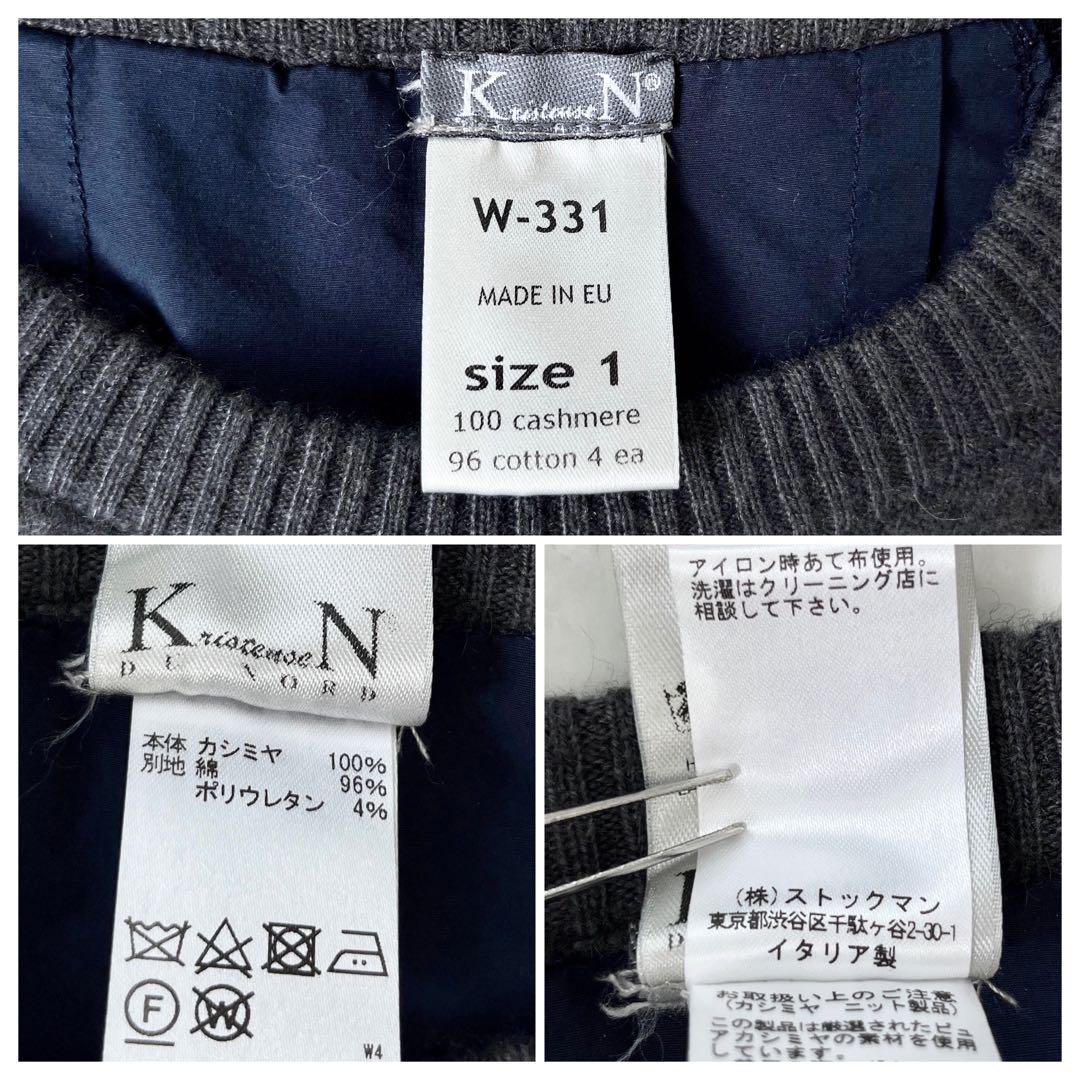 KristenseN®
W-331
MADE IN EU
size 1
100 cashmere
96 cotton 4 ea
KristenseN
DU NORD
本体 カシミヤ 100%
別地 綿 96%
ポリウレタン 4%
F
W
W4
アイロン時あて布使用。
洗濯はクリーニング店に
相談して下さい。
(株)ストックマン
東京都渋谷区千駄ヶ谷2-30-1
イタリア製
お取扱い上のご注意
(カシミヤ ニット製品)
この製品は厳選されたピュ
アカシミヤの素材を使用
しています。